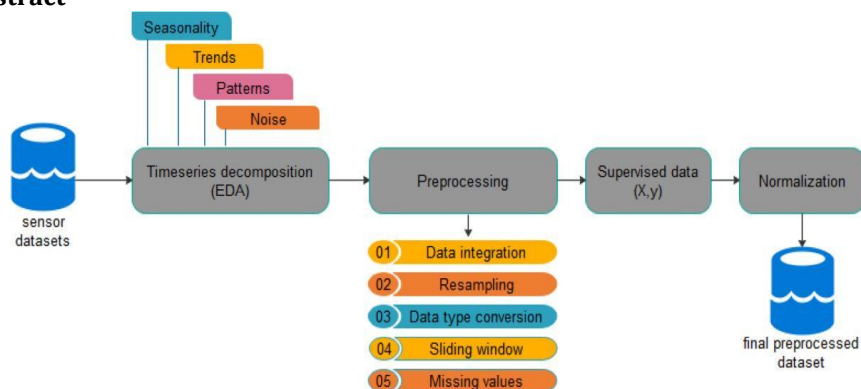 Seasonality
Trends
Patterns
Noise
sensor
datasets
Timeseries decomposition
(EDA)
Preprocessing
Supervised data
(X,y)
Normalization
01 Data integration
02 Resampling
03 Data type conversion
04 Sliding window
05 Missing values
final preprocessed
dataset